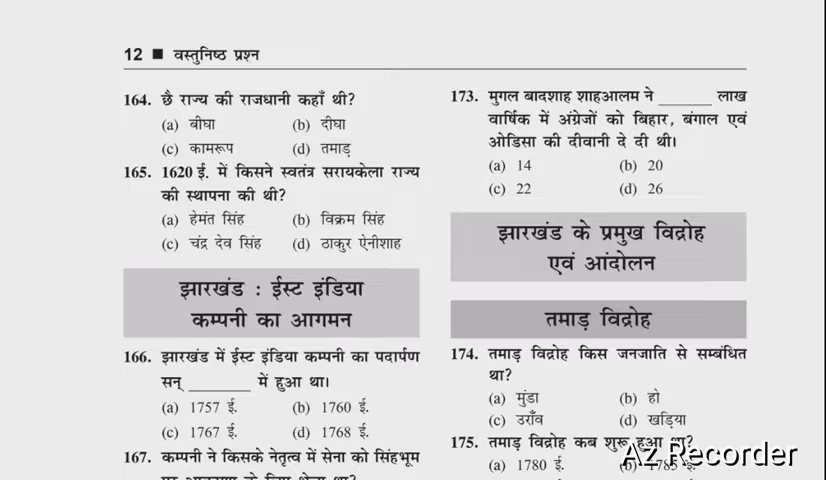 12 ■ वस्तुनिष्ठ प्रश्न
164. छै राज्य की राजधानी कहाँ थी?
(a) बीघा (b) दीघा
(c) कामरूप (d) तमाड़
165. 1620 ई. में किसने स्वतंत्र सरायकेला राज्य
की स्थापना की थी?
(a) हेमंत सिंह (b) विक्रम सिंह
(c) चंद्र देव सिंह (d) ठाकुर ऐनीशाह
झारखंड : ईस्ट इंडिया
कम्पनी का आगमन
166. झारखंड में ईस्ट इंडिया कम्पनी का पदार्पण
सन् ________ में हुआ था।
(a) 1757 ई. (b) 1760 ई.
(c) 1767 ई. (d) 1768 ई.
167. कम्पनी ने किसके नेतृत्व में सेना को सिंहभूम
173. मुगल बादशाह शाहआलम ने _______ लाख
वार्षिक में अंग्रेजों को बिहार, बंगाल एवं
ओडिसा की दीवानी दे दी थी।
(a) 14 (b) 20
(c) 22 (d) 26
झारखंड के प्रमुख विद्रोह
एवं आंदोलन
तमाड़ विद्रोह
174. तमाड़ विद्रोह किस जनजाति से सम्बंधित
था?
(a) मुंडा (b) हो
(c) उराँव (d) खड़िया
175. तमाड़ विद्रोह कब शुरू हुआ था?
(a) 1780 ई. (b) 1785 ई.
Az Recorder